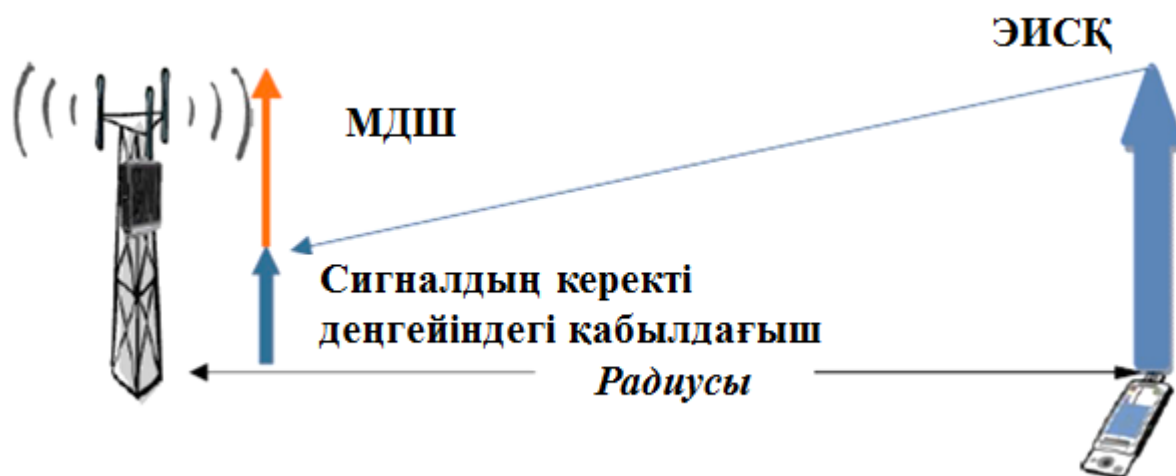 ЭИСҚ
МДШ
Сигналдың керекті
деңгейіндегі қабылдағыш
Радиусы